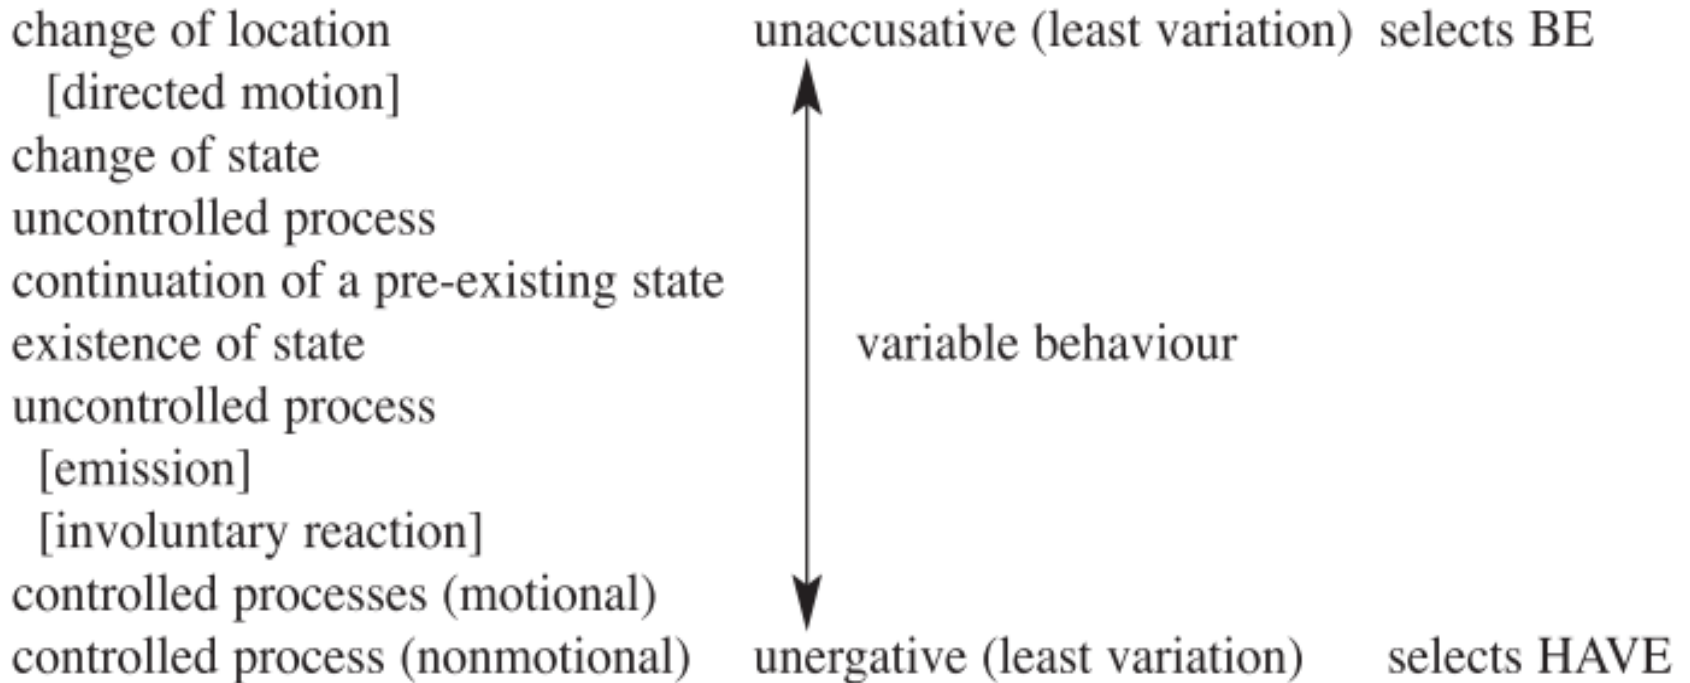 change of location unaccusative (least variation) selects BE
[directed motion]
change of state
uncontrolled process
continuation of a pre-existing state
existence of state variable behaviour
uncontrolled process
[emission]
[involuntary reaction]
controlled processes (motional)
controlled process (nonmotional) unergative (least variation) selects HAVE